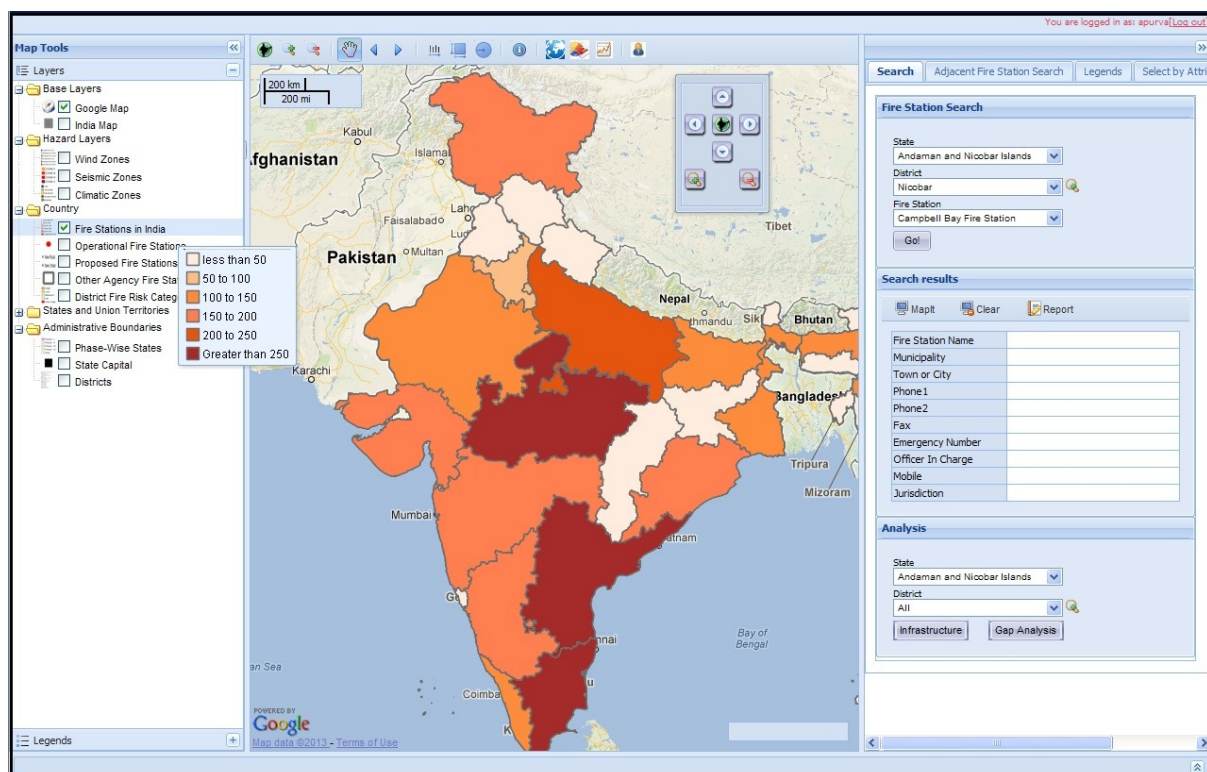 You are logged in as: apurva[Log out]
Map Tools
Layers
Base Layers
Google Map
India Map
Hazard Layers
Wind Zones
Seismic Zones
Climatic Zones
Country
Fire Stations in India
Operational Fire Stations
Proposed Fire Stations
Other Agency Fire Sta
District Fire Risk Categ
States and Union Territories
Administrative Boundaries
Phase-Wise States
State Capital
Districts
Legends
less than 50
50 to 100
100 to 150
150 to 200
200 to 250
Greater than 250
200 km
200 mi
Kabul
Islama
fghanistan
Lah
Faisalabad
Lud
Multan
Pakistan
Tibet
Nepal
thmandu
Sik
Bhutan
Karachi
Bangladesh
Tripura
Mizoram
Mumbai
atnam
G
nnai
Bay of
Bengal
an Sea
Coimba
u
K
POWERED BY
Google
Map data ©2013 - Terms of Use
Search
Adjacent Fire Station Search
Legends
Select by Attri
Fire Station Search
State
Andaman and Nicobar Islands
District
Nicobar
Fire Station
Campbell Bay Fire Station
Go!
Search results
MapIt
Clear
Report
Fire Station Name
Municipality
Town or City
Phone1
Phone2
Fax
Emergency Number
Officer In Charge
Mobile
Jurisdiction
Analysis
State
Andaman and Nicobar Islands
District
All
Infrastructure
Gap Analysis